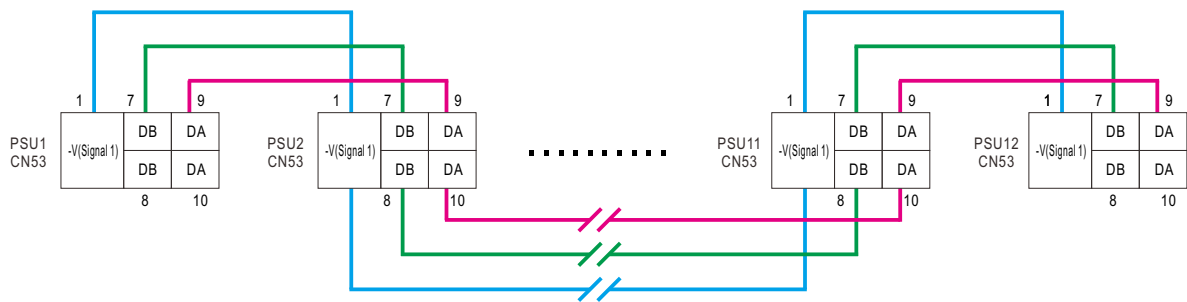 1 7 9 1 7 9 1 7 9 1 7 9
DB DA DB DA DB DA DB DA
PSU1 PSU2 PSU11 PSU12
-V(Signal 1) -V(Signal 1) -V(Signal 1) -V(Signal 1)
CN53 CN53 CN53 CN53
DB DA DB DA DB DA DB DA
8 10 8 10 8 10 8 10